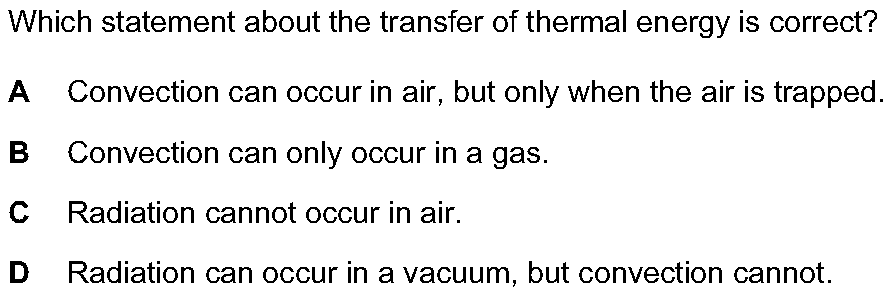 Which statement about the transfer of thermal energy is correct?
A Convection can occur in air, but only when the air is trapped.
B Convection can only occur in a gas.
C Radiation cannot occur in air.
D Radiation can occur in a vacuum, but convection cannot.